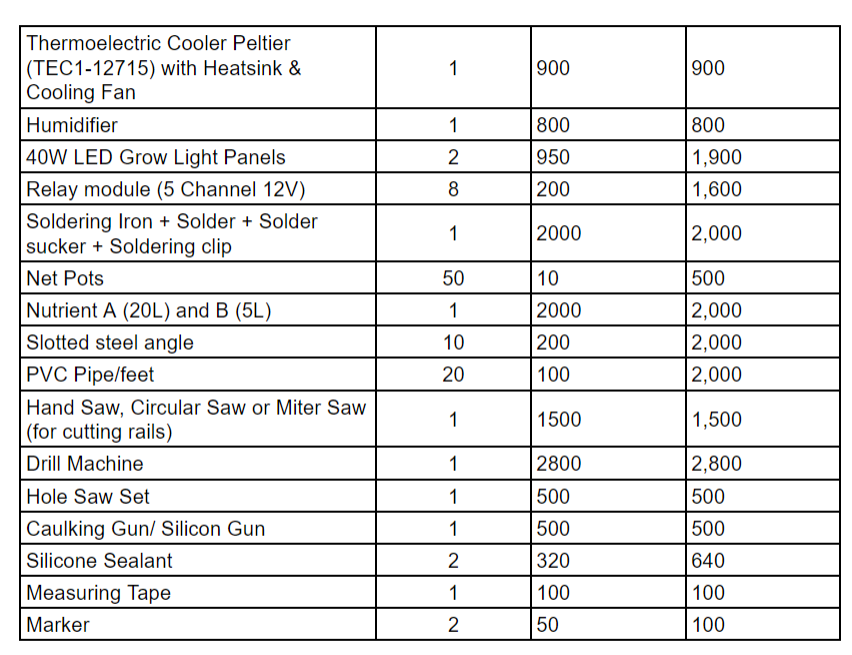 Thermoelectric Cooler Peltier
(TEC1-12715) with Heatsink & 1 900 900
Cooling Fan
Humidifier 1 800 800
40W LED Grow Light Panels 2 950 1,900
Relay module (5 Channel 12V) 8 200 1,600
Soldering Iron + Solder + Solder
sucker + Soldering clip 1 2000 2,000
Net Pots 50 10 500
Nutrient A (20L) and B (5L) 1 2000 2,000
Slotted steel angle 10 200 2,000
PVC Pipe/feet 20 100 2,000
Hand Saw, Circular Saw or Miter Saw
(for cutting rails) 1 1500 1,500
Drill Machine 1 2800 2,800
Hole Saw Set 1 500 500
Caulking Gun/ Silicon Gun 1 500 500
Silicone Sealant 2 320 640
Measuring Tape 1 100 100
Marker 2 50 100